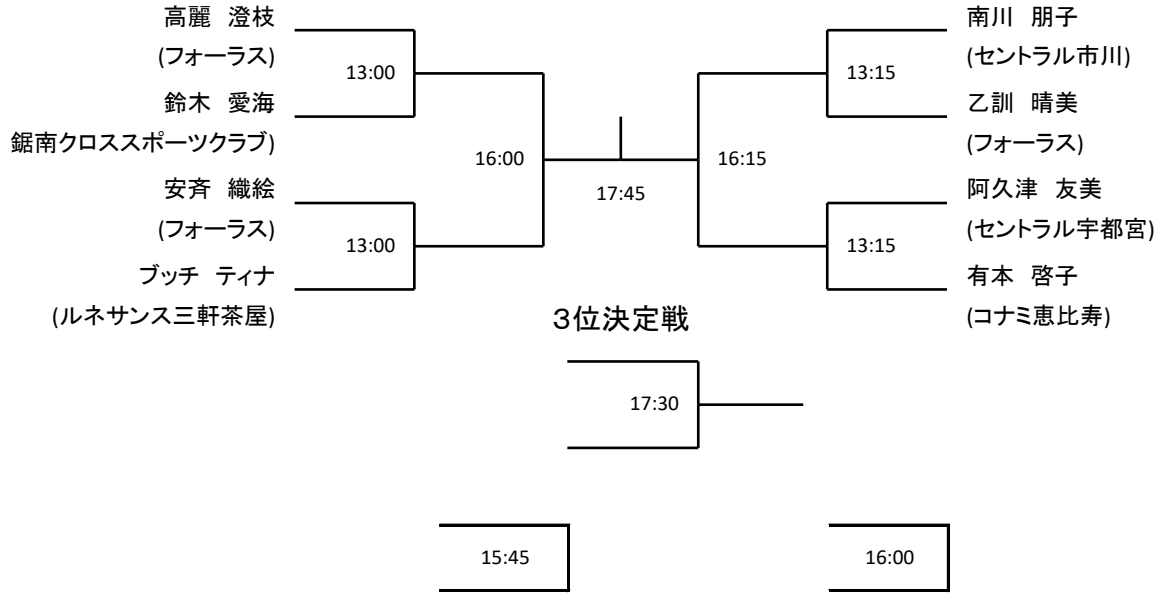 高麗　澄枝
(フォーラス)
13:00
鈴木　愛海
鋸南クロススポーツクラブ)
16:00
安斉　織絵
(フォーラス)
13:00
ブッチ　ティナ
(ルネサンス三軒茶屋)
17:45
南川　朋子
(セントラル市川)
13:15
乙訓　晴美
(フォーラス)
16:15
阿久津　友美
(セントラル宇都宮)
13:15
有本　啓子
(コナミ恵比寿)
３位決定戦
17:30
15:45
16:00